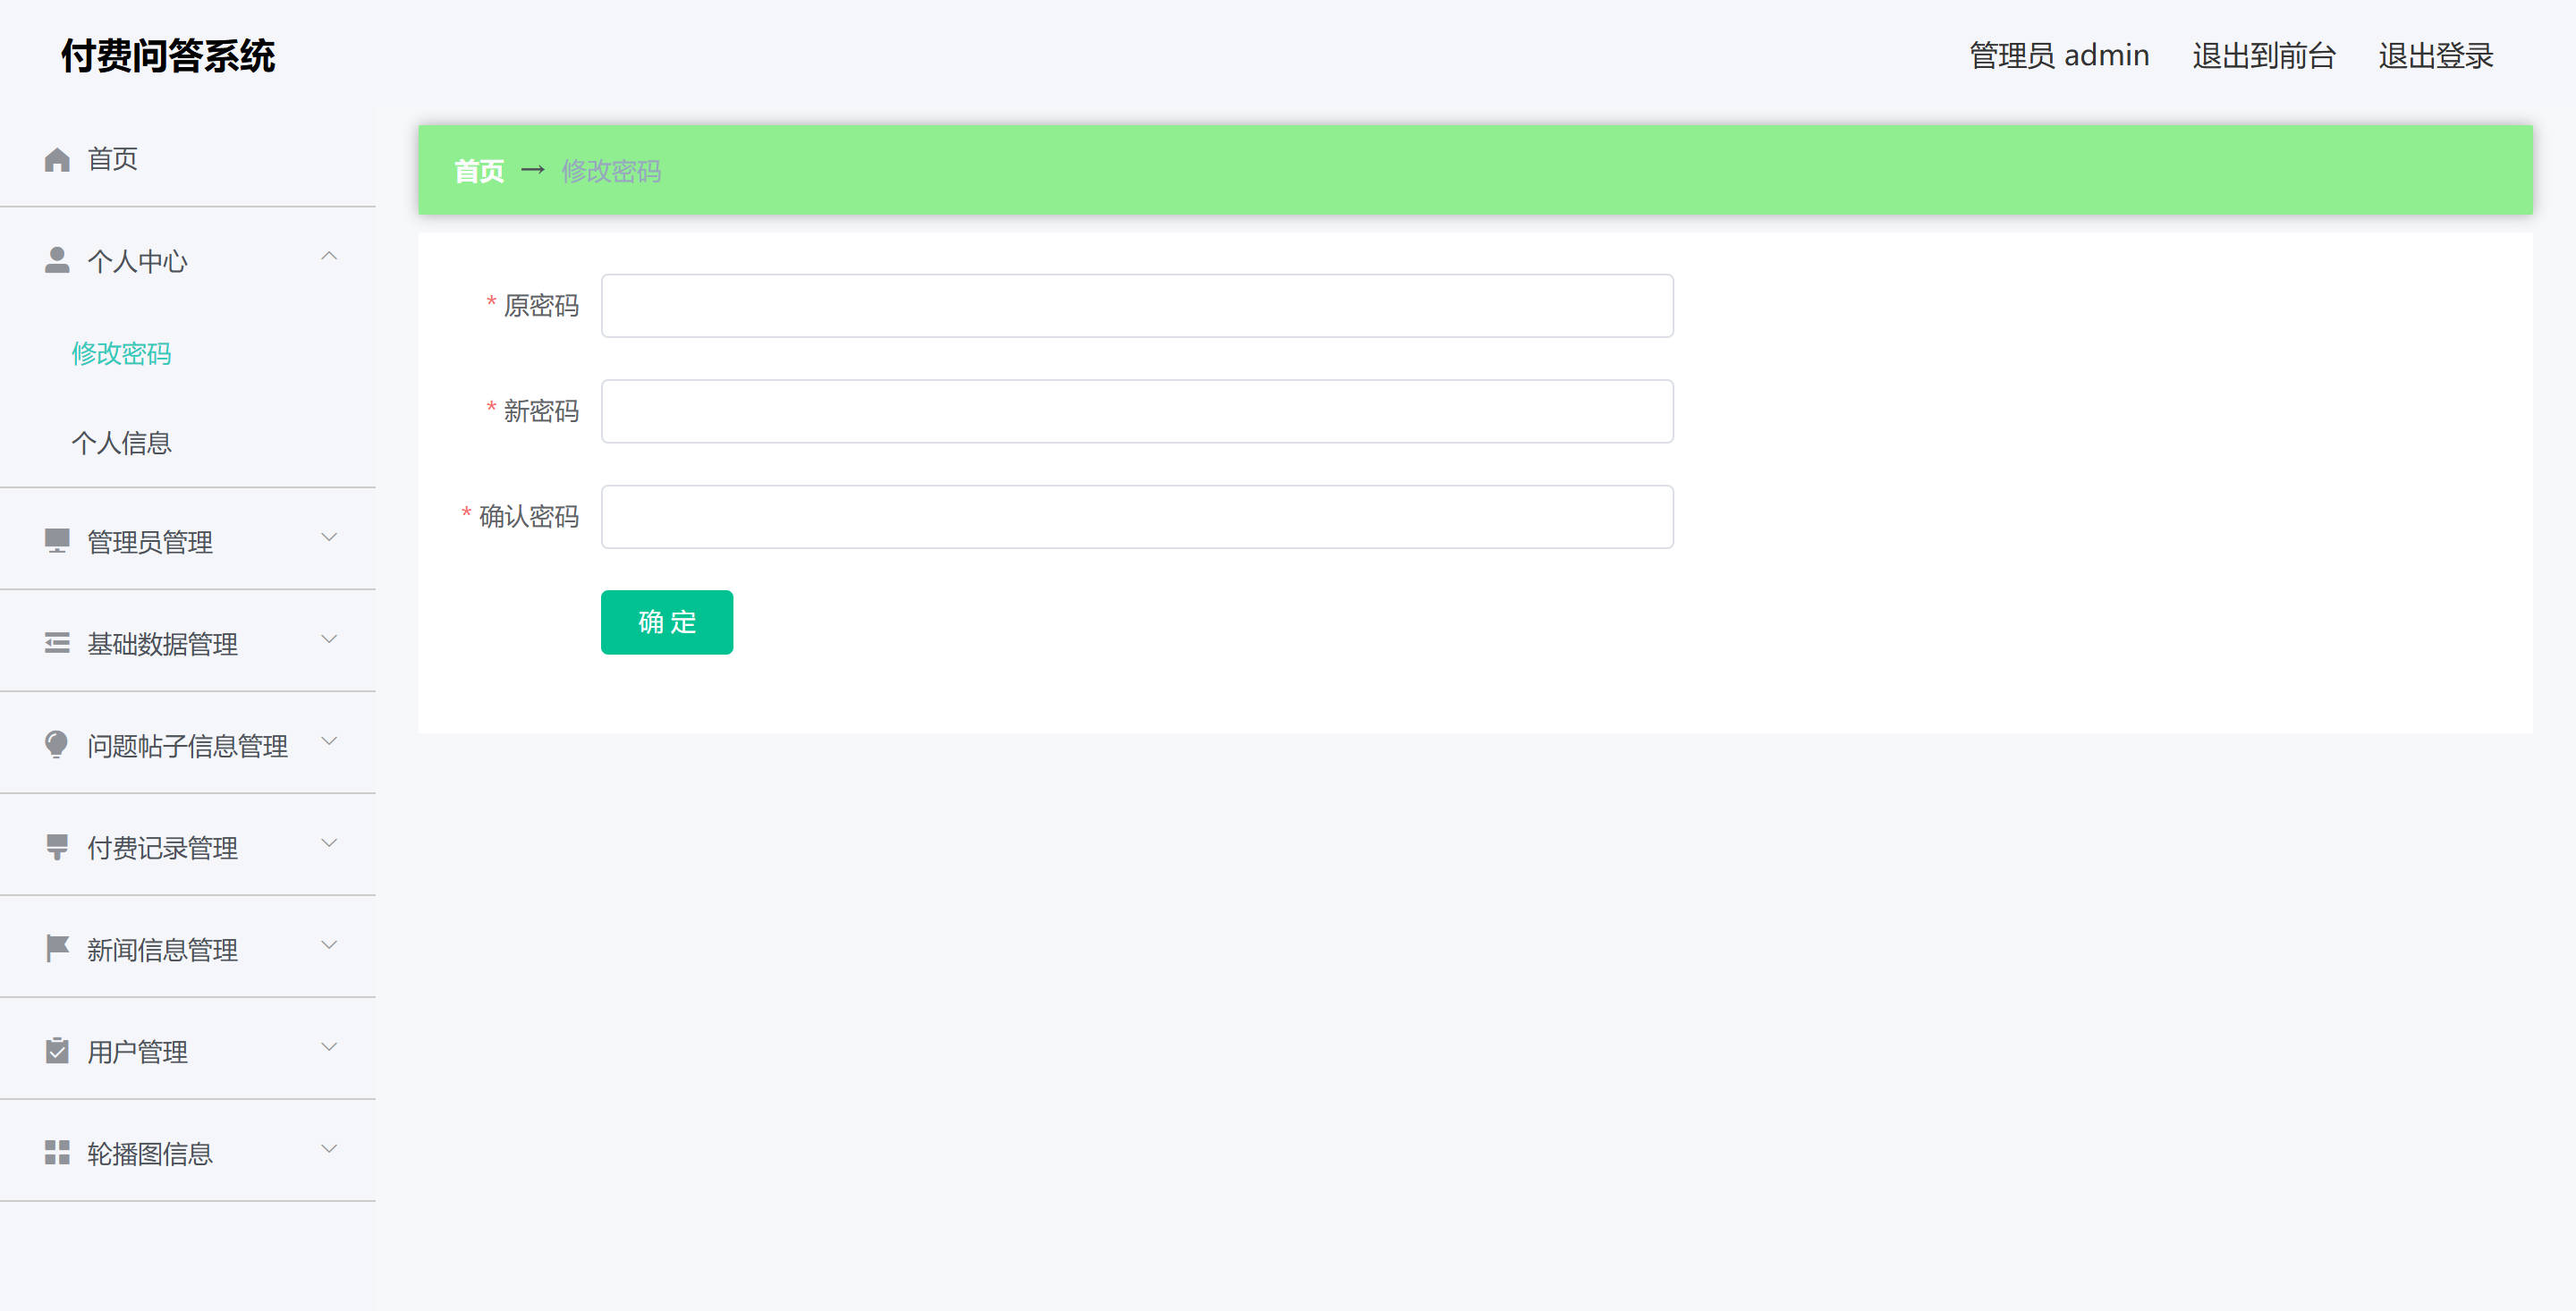 付费问答系统
管理员 admin 退出到前台 退出登录
首页
个人中心
修改密码
个人信息
管理员管理
基础数据管理
问题帖子信息管理
付费记录管理
新闻信息管理
用户管理
轮播图信息
首页 → 修改密码
* 原密码
* 新密码
* 确认密码
确 定